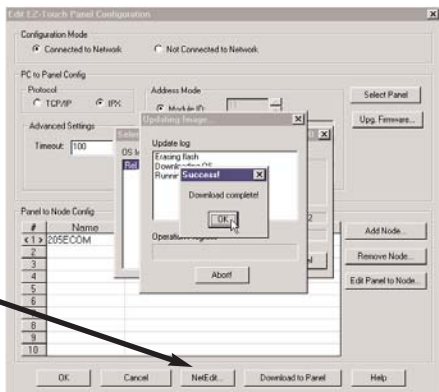 Edit EZ-Touch Panel Configuration
Configuration Mode
Connected to Network
Not Connected to Network
PC to Panel Config
Protocol
TCP/IP
IPX
Address Mode
Module ID
Select Panel
Upg. Firmware...
Advanced Settings
Timeout: 100
Updating Image...
Update log
Erasing flash
Success!
Download complete!
OK
Abort!
Panel to Node Config
# Name
<1> 205ECOM
2
3
4
5
6
8
9
10
Add Node...
Remove Node...
Edit Panel to Node...
OK
Cancel
NetEdit...
Download to Panel
Help